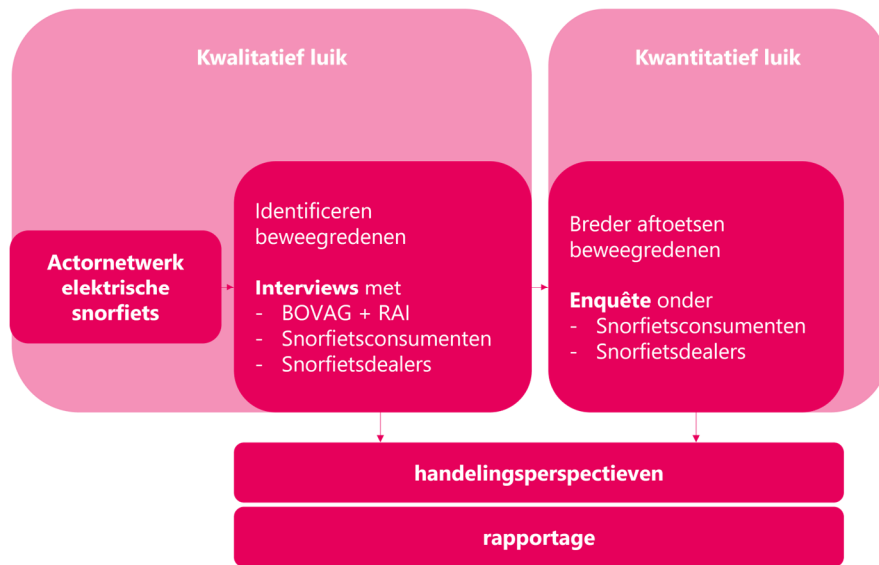 Kwalitatief luik
Kwantitatief luik
Actornetwerk
elektrische
snorfiets
Identificeren
beweegredenen
Interviews met
- BOVAG + RAI
- Snorfietsconsumenten
- Snorfietsdealers
Breder aftoetsen
beweegredenen
Enquête onder
- Snorfietsconsumenten
- Snorfietsdealers
handelingsperspectieven
rapportage